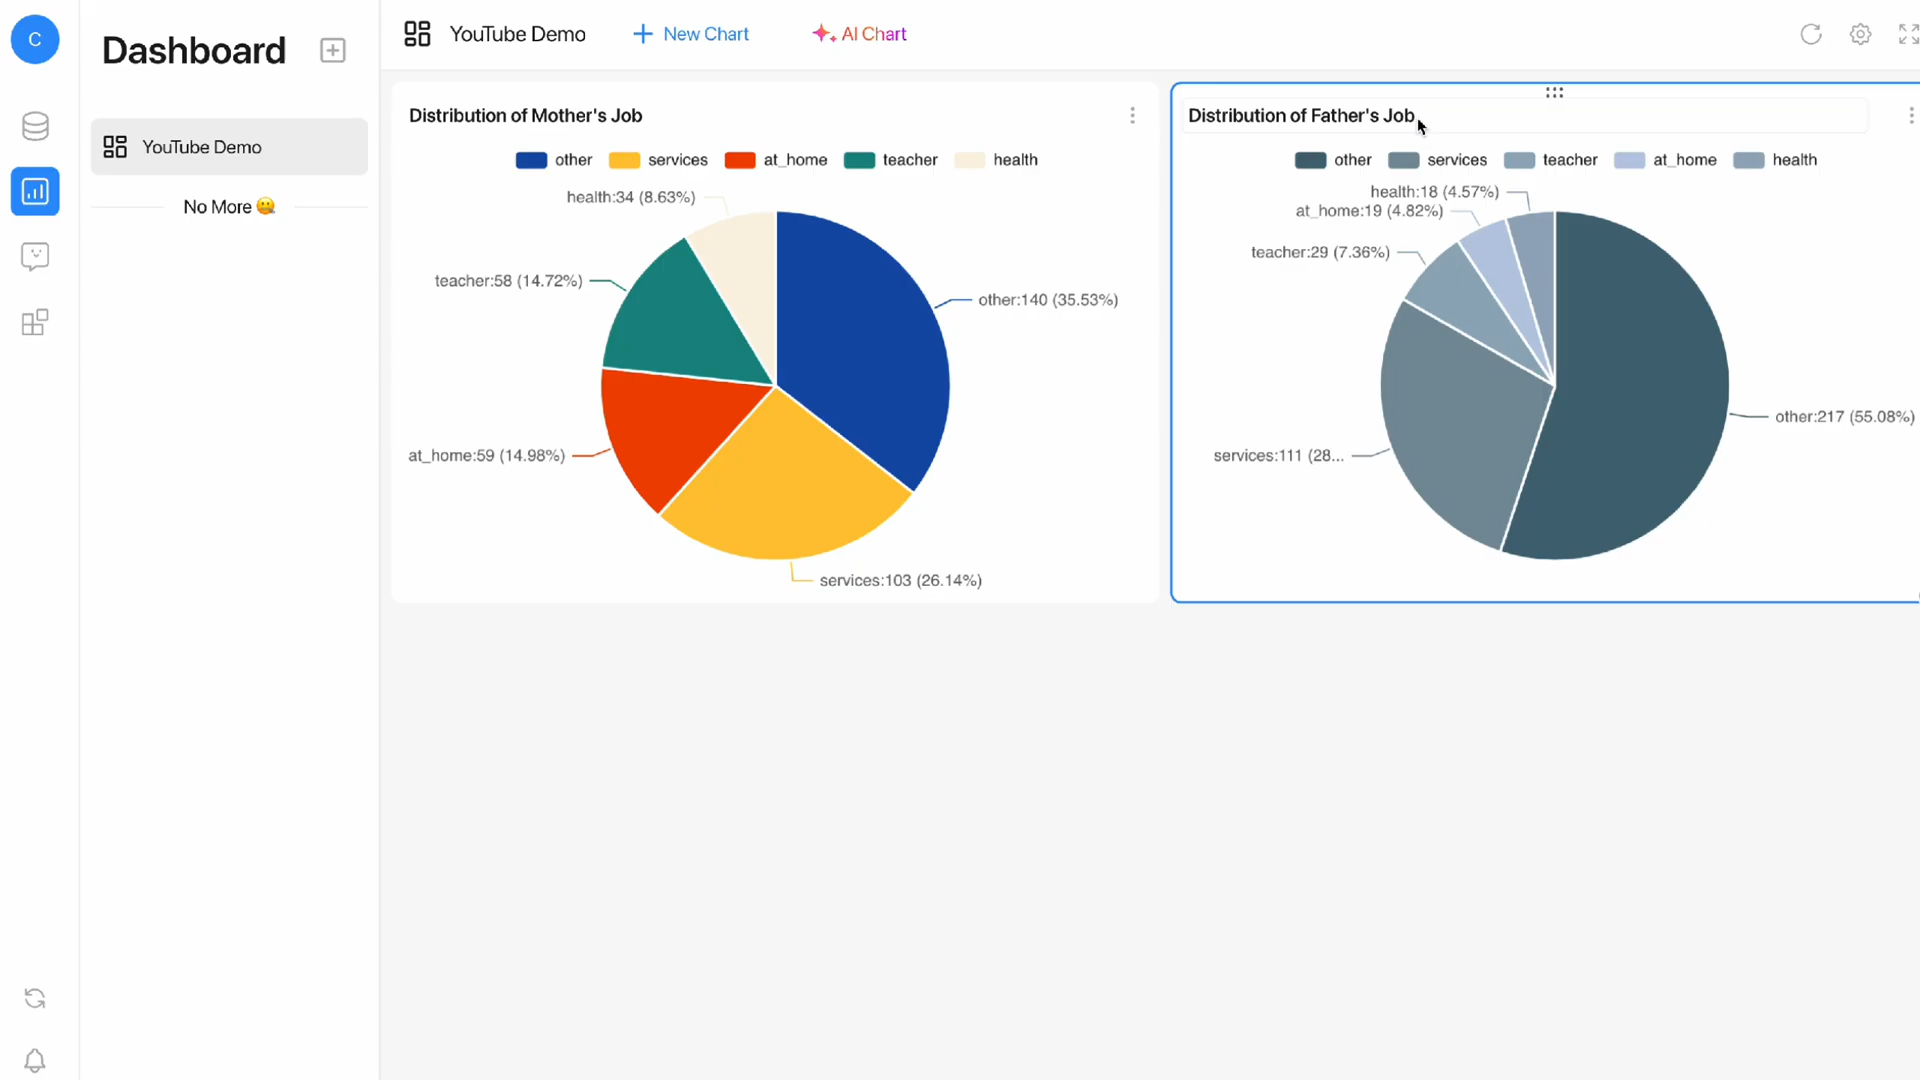 C
Dashboard
YouTube Demo
No More
YouTube Demo
New Chart
AI Chart
Distribution of Mother's Job
other services at_home teacher health
health:34 (8.63%)
teacher:58 (14.72%)
other:140 (35.53%)
at_home:59 (14.98%)
services:103 (26.14%)
Distribution of Father's Job
other services teacher at_home health
health:18 (4.57%)
at_home:19 (4.82%)
teacher:29 (7.36%)
other:217 (55.08%)
services:111 (28...